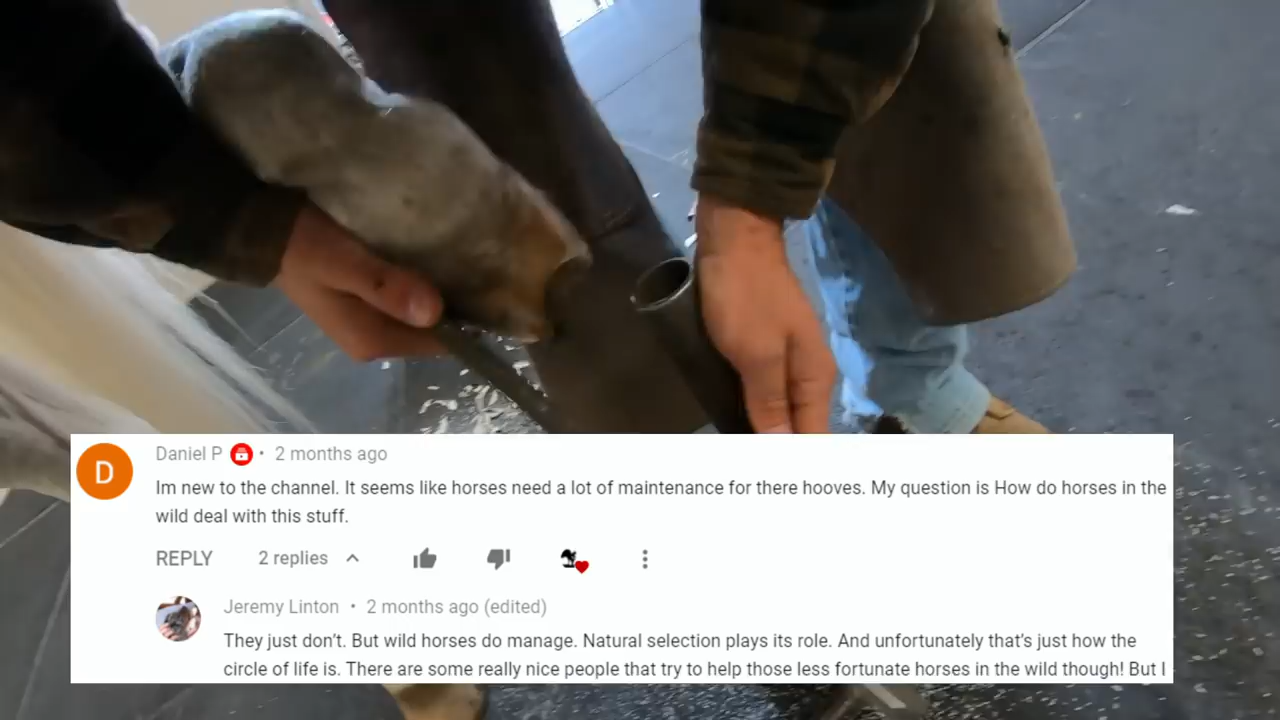 D
Daniel P • 2 months ago
Im new to the channel. It seems like horses need a lot of maintenance for there hooves. My question is How do horses in the
wild deal with this stuff.
REPLY 2 replies
Jeremy Linton • 2 months ago (edited)
They just don't. But wild horses do manage. Natural selection plays its role. And unfortunately that's just how the
circle of life is. There are some really nice people that try to help those less fortunate horses in the wild though! But I